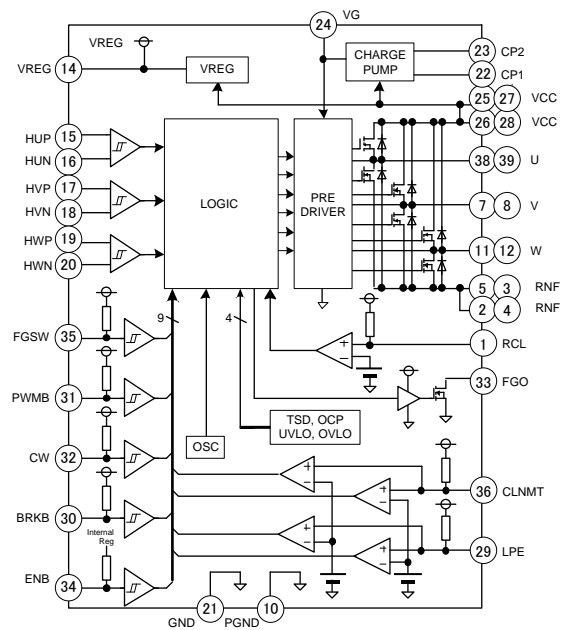 24 VG
VREG
VREG 14
VREG
CHARGE
PUMP
23 CP2
22 CP1
25 27 VCC
26 28 VCC
HUP 15
HUN 16
38 39 U
HVP 17
HVN 18
LOGIC
PRE
DRIVER
7 8 V
HWP 19
HWN 20
11 12 W
5 3 RNF
2 4 RNF
9
4
FGSW 35
1 RCL
PWMB 31
33 FGO
OSC
TSD, OCP
UVLO, OVLO
CW 32
36 CLNMT
BRKB 30
Internal
Reg
29 LPE
ENB 34
GND 21
PGND 10
+
−
+
−
+
−
+
−
+
−